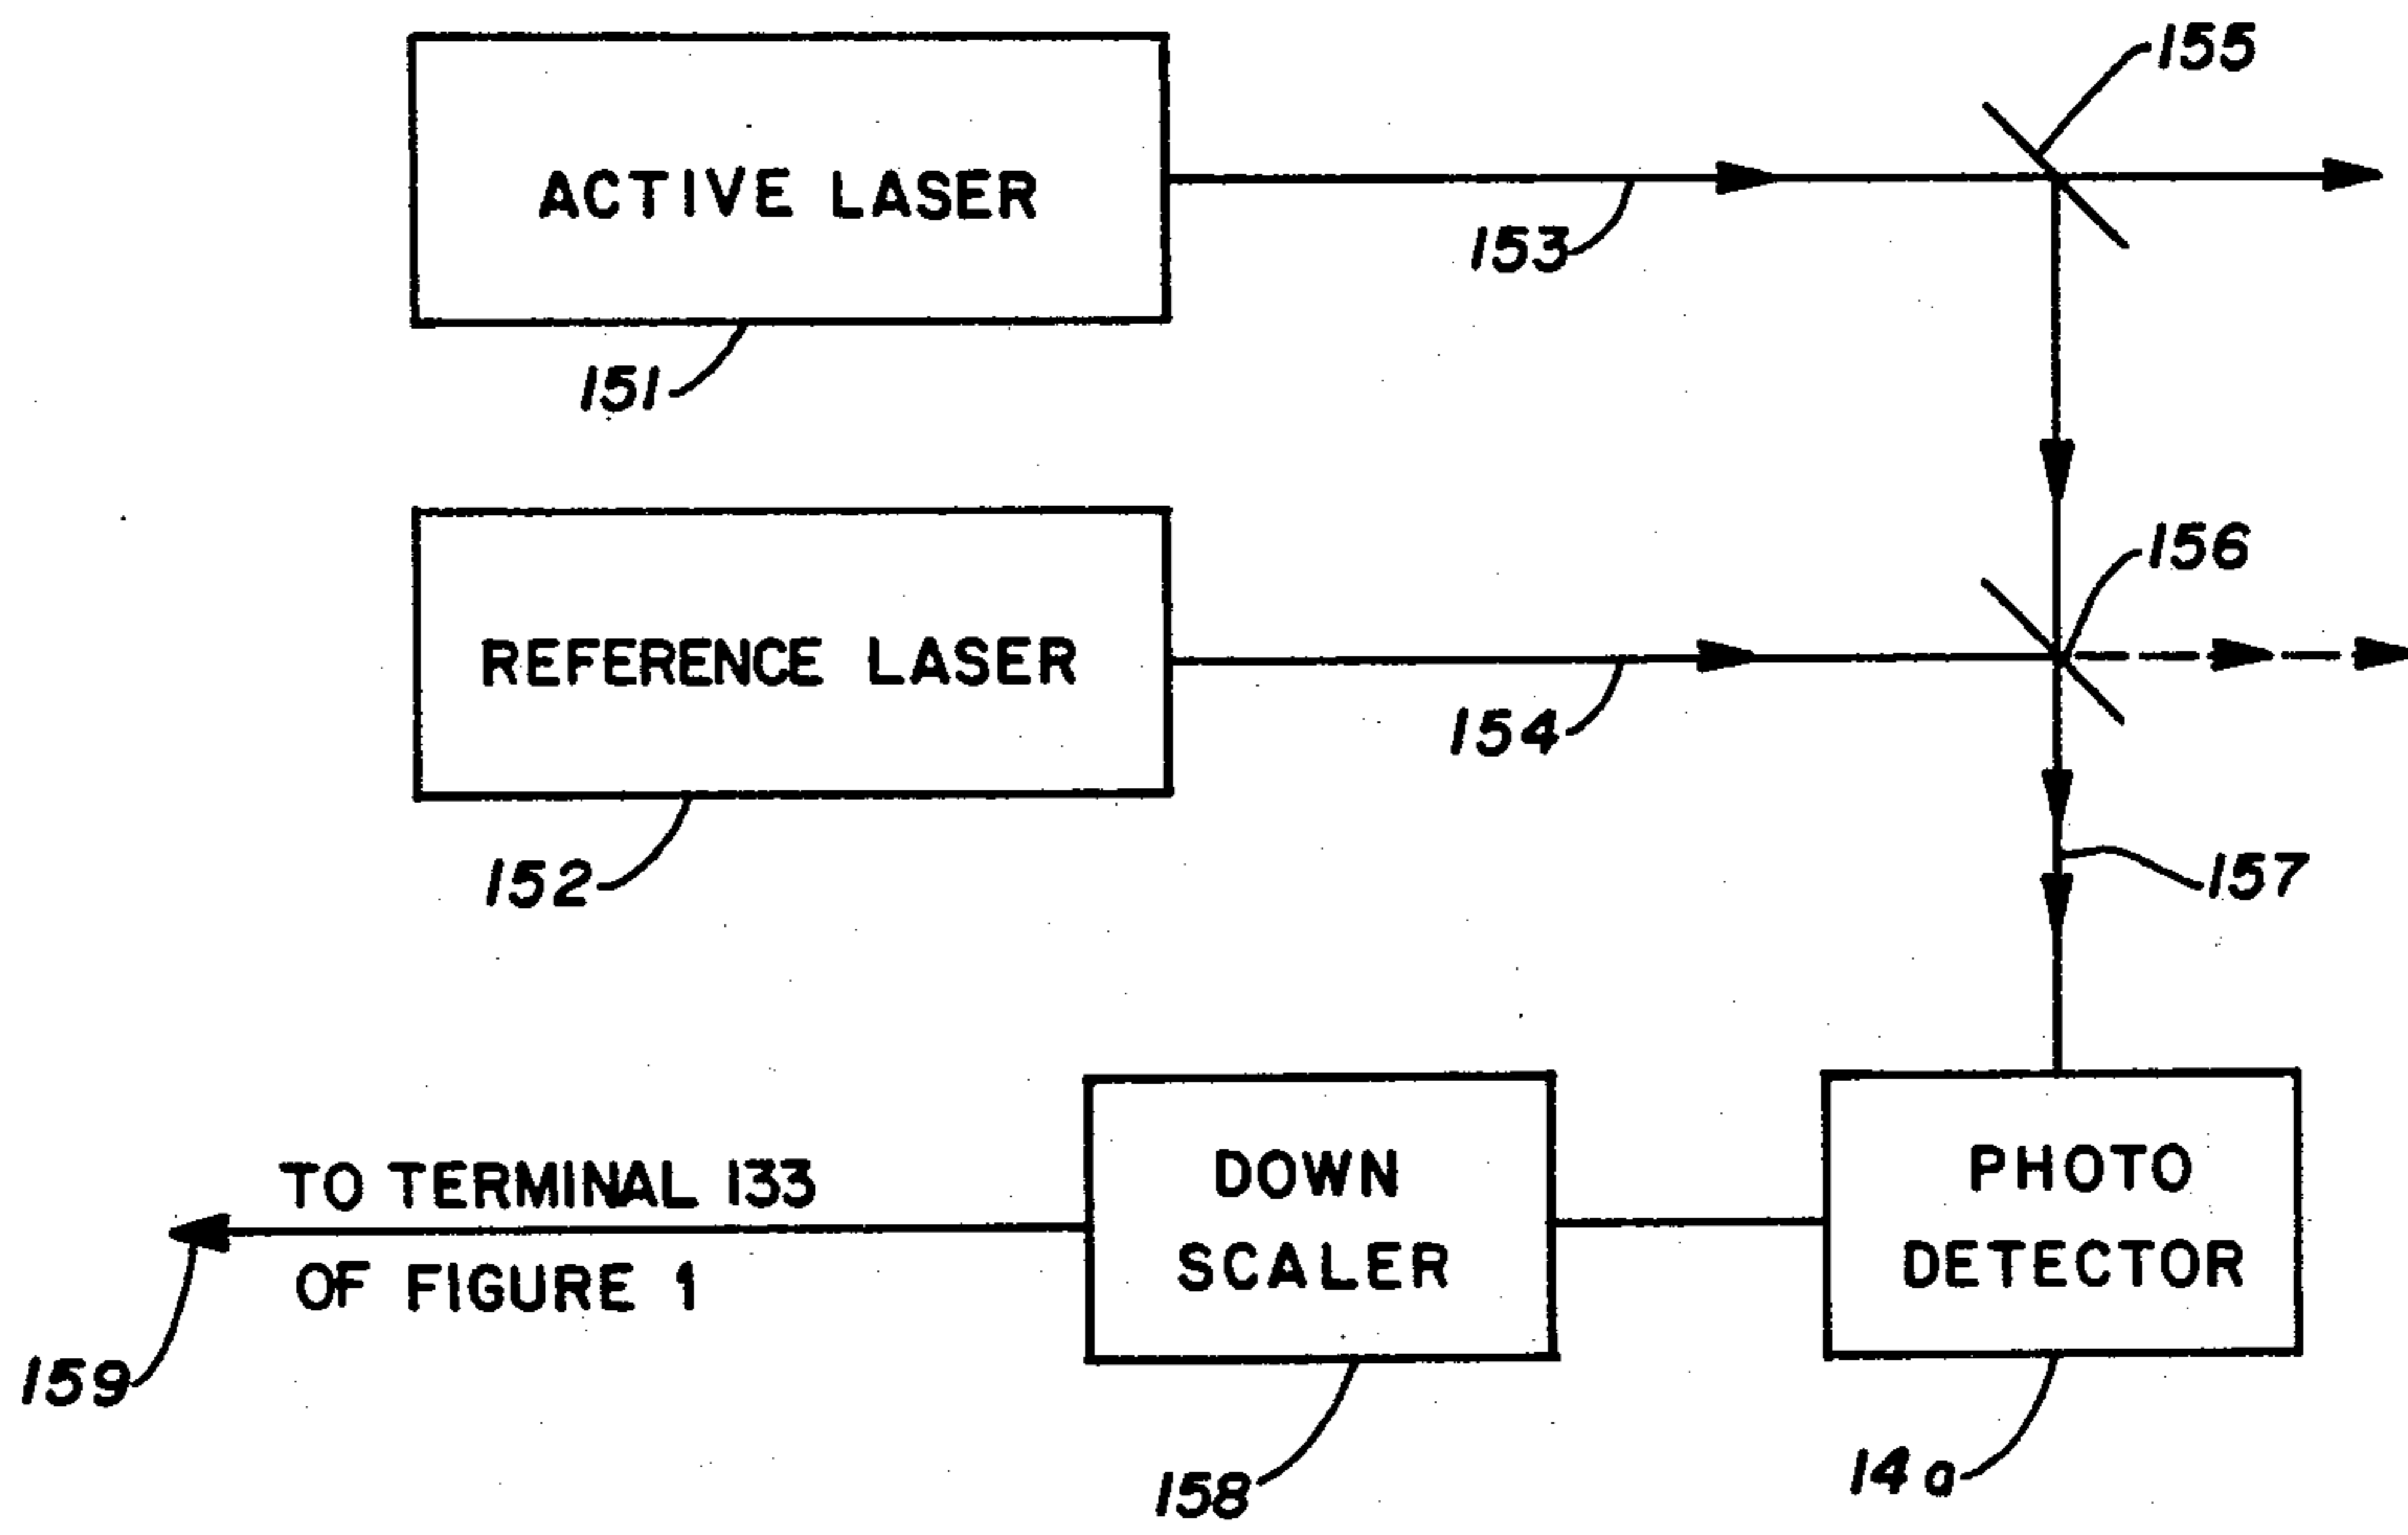 155
ACTIVE LASER
153
151
156
REFERENCE LASER
154
152
157
TO TERMINAL 133
OF FIGURE 1
DOWN
SCALER
PHOTO
DETECTOR
159
158
14a